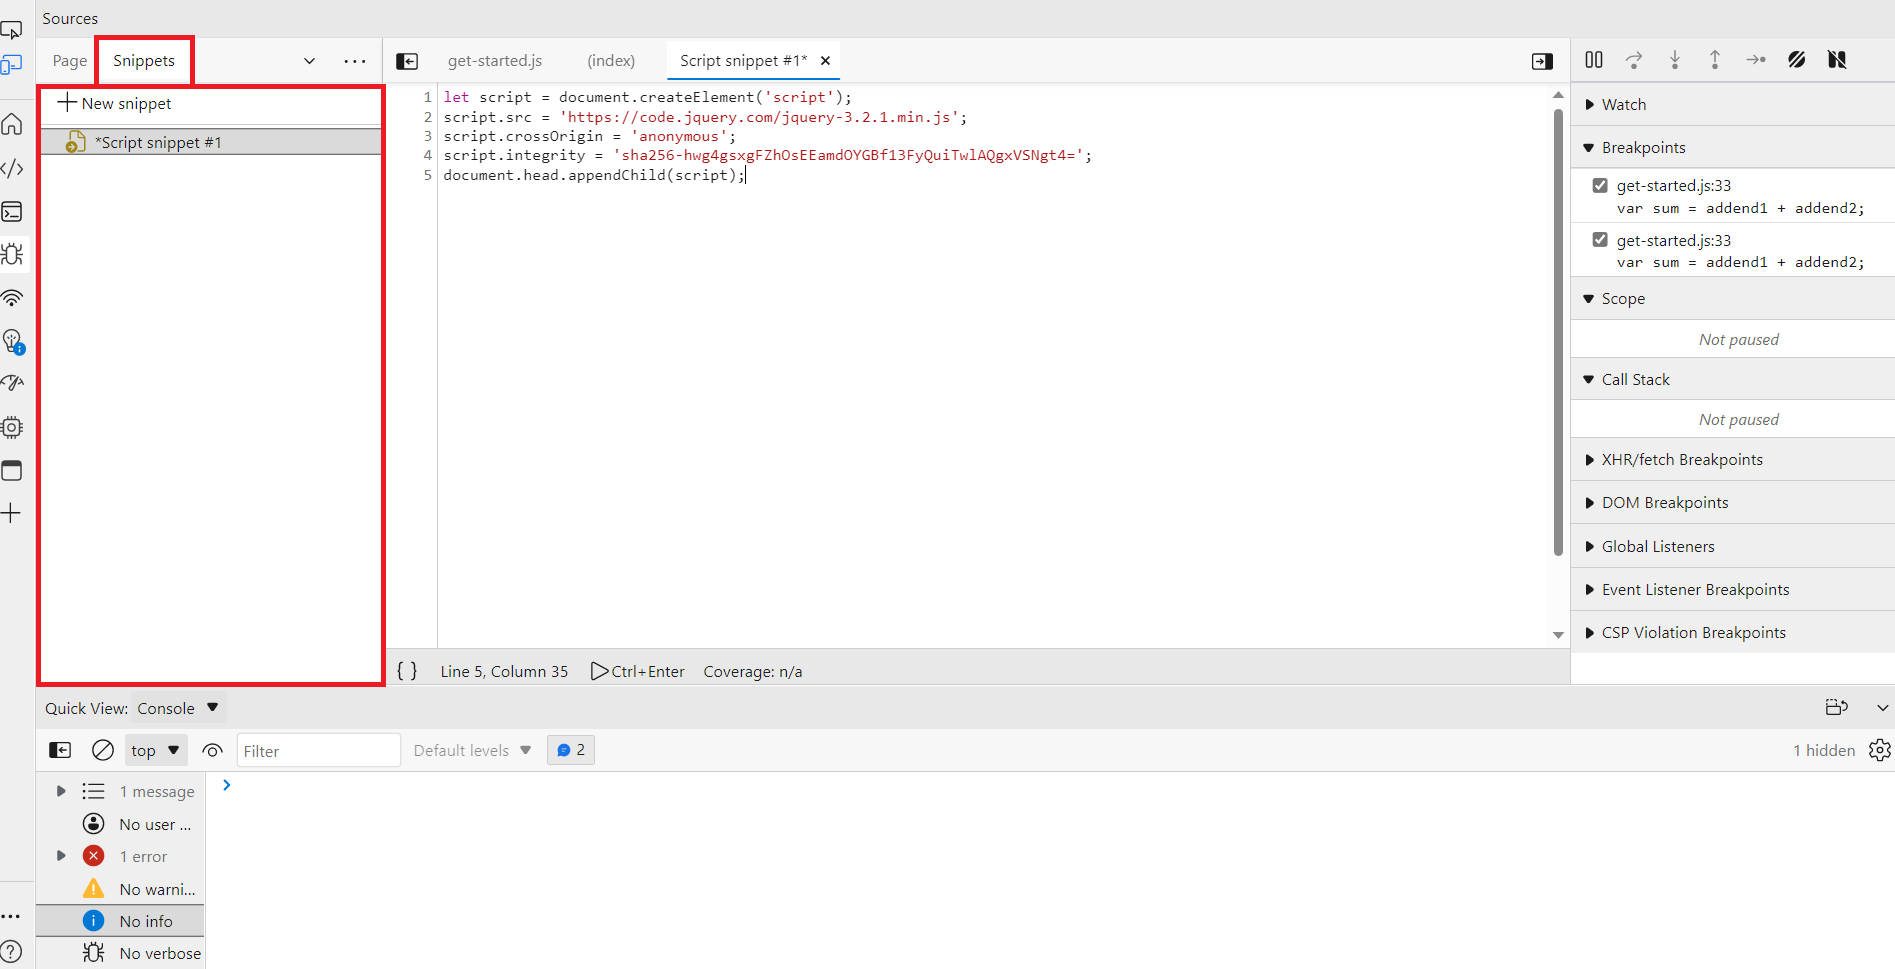 Sources
Page
Snippets
New snippet
*Script snippet #1
get-started.js
(index)
Script snippet #1*
1 let script = document.createElement('script');
2 script.src = 'https://code.jquery.com/jquery-3.2.1.min.js';
3 script.crossOrigin = 'anonymous';
4 script.integrity = 'sha256-hwg4gsxgFZhOsEEamdOYGBf13FyQuiTwlAQgxVSNgt4=';
5 document.head.appendChild(script);
{ } Line 5, Column 35 Ctrl+Enter Coverage: n/a
Watch
Breakpoints
get-started.js:33
var sum = addend1 + addend2;
get-started.js:33
var sum = addend1 + addend2;
Scope
Not paused
Call Stack
Not paused
XHR/fetch Breakpoints
DOM Breakpoints
Global Listeners
Event Listener Breakpoints
CSP Violation Breakpoints
Quick View: Console
top
Filter
Default levels
2
1 hidden
1 message
No user ...
1 error
No warni...
No info
No verbose